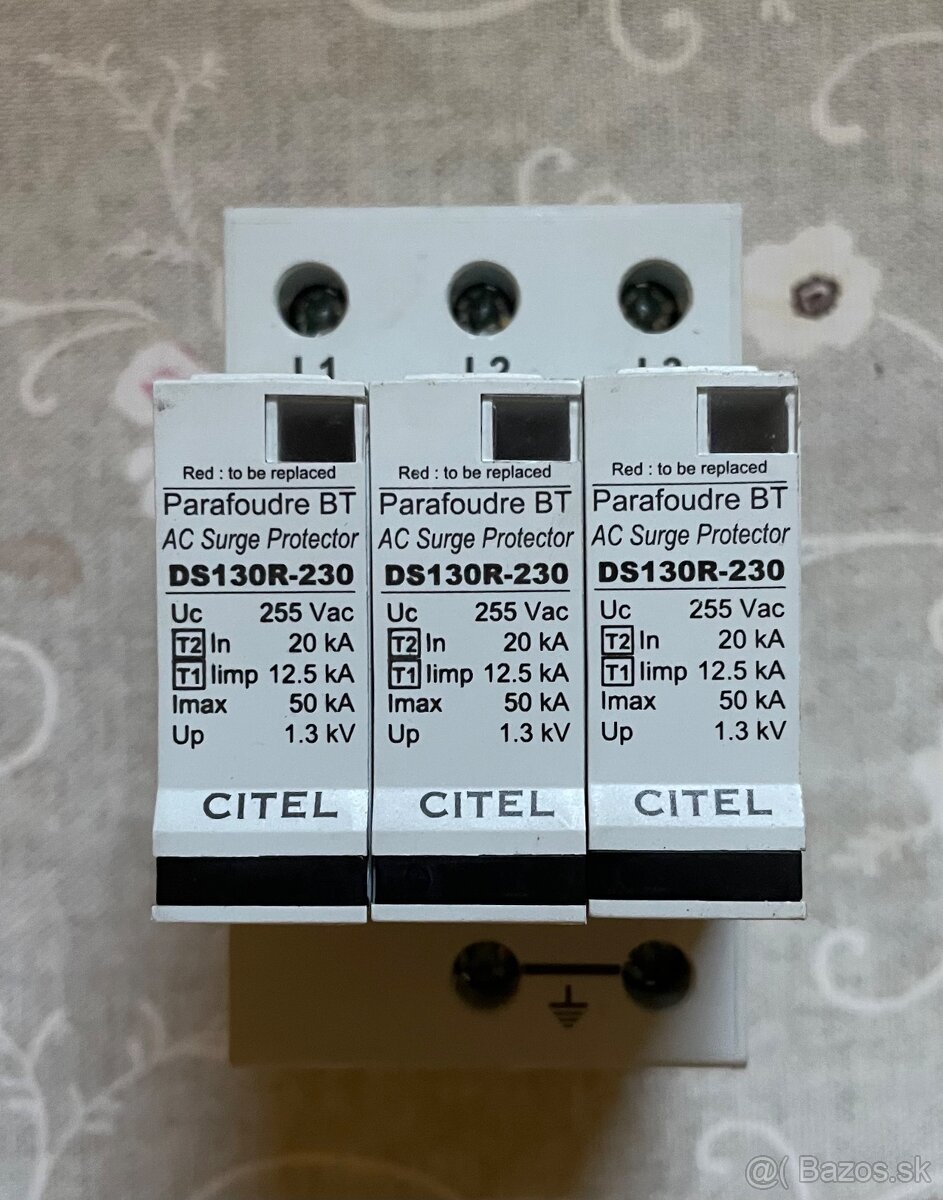 L1 L2 L3
Red : to be replaced
Parafoudre BT
AC Surge Protector
DS130R-230
Uc 255 Vac
T2 In 20 kA
T1 Iimp 12.5 kA
Imax 50 kA
Up 1.3 kV
CITEL
Red : to be replaced
Parafoudre BT
AC Surge Protector
DS130R-230
Uc 255 Vac
T2 In 20 kA
T1 Iimp 12.5 kA
Imax 50 kA
Up 1.3 kV
CITEL
Red : to be replaced
Parafoudre BT
AC Surge Protector
DS130R-230
Uc 255 Vac
T2 In 20 kA
T1 Iimp 12.5 kA
Imax 50 kA
Up 1.3 kV
CITEL
@( Bazos.sk